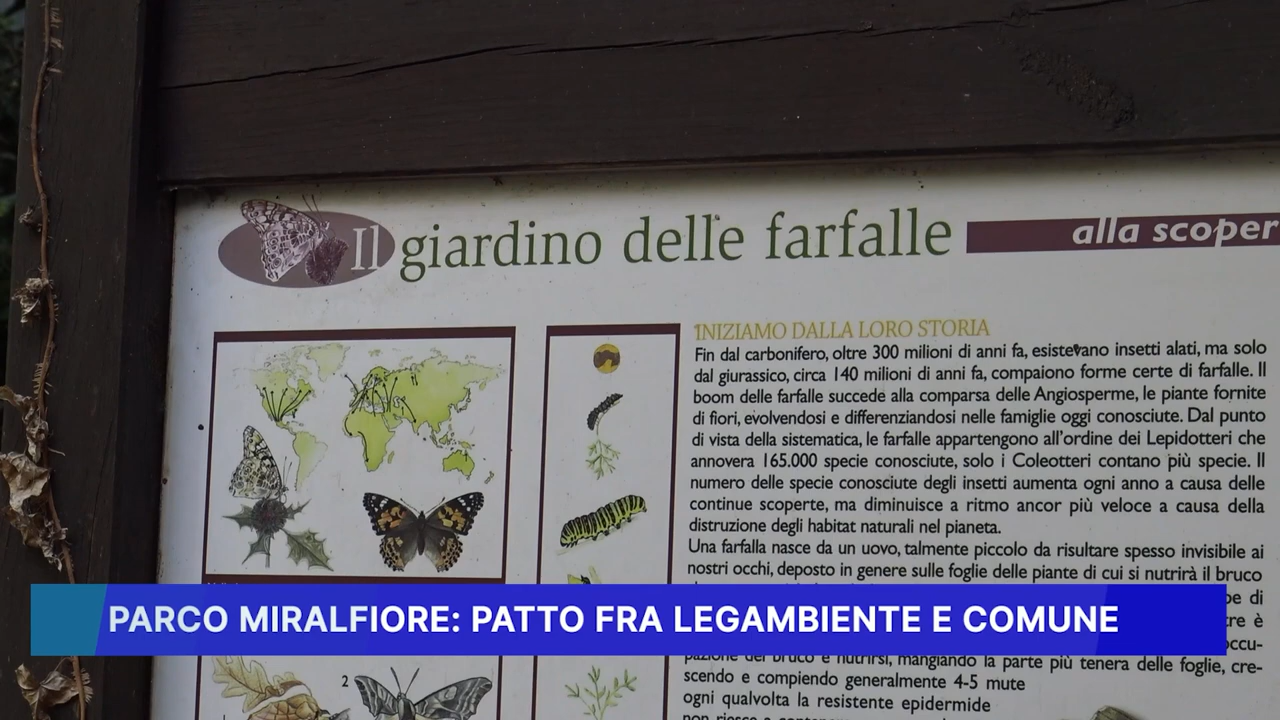 Il giardino delle farfalle
alla scoper
INIZIAMO DALLA LORO STORIA
Fin dal carbonifero, oltre 300 milioni di anni fa, esistevano insetti alati, ma solo
dal giurassico, circa 140 milioni di anni fa, compaiono forme certe di farfalle. Il
boom delle farfalle succede alla comparsa delle Angiosperme, le piante fornite
di fiori, evolvendosi e differenziandosi nelle famiglie oggi conosciute. Dal punto
di vista della sistematica, le farfalle appartengono all'ordine dei Lepidotteri che
annovera 165.000 specie conosciute, solo i Coleotteri contano più specie. Il
numero delle specie conosciute degli insetti aumenta ogni anno a causa delle
continue scoperte, ma diminuisce a ritmo ancor più veloce a causa della
distruzione degli habitat naturali nel pianeta.
Una farfalla nasce da un uovo, talmente piccolo da risultare spesso invisibile ai
nostri occhi, deposto in genere sulle foglie delle piante di cui si nutrirà il bruco
di
è
PARCO MIRALFIORE: PATTO FRA LEGAMBIENTE E COMUNE
occu-
pazione del bruco è nutrirsi, mangiando la parte più tenera delle foglie, cre-
scendo e compiendo generalmente 4-5 mute
ogni qualvolta la resistente epidermide
2